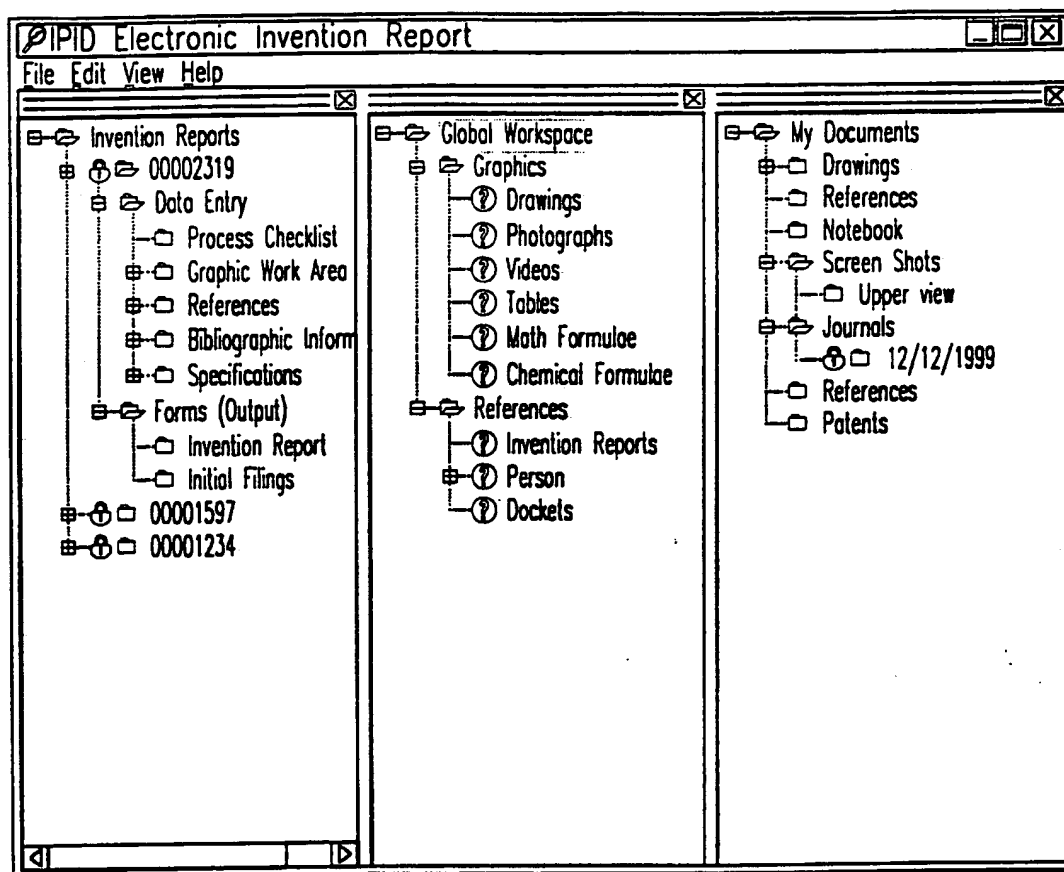 IPID Electronic Invention Report
File Edit View Help
Invention Reports
00002319
Data Entry
Process Checklist
Graphic Work Area
References
Bibliographic Inform
Specifications
Forms (Output)
Invention Report
Initial Filings
00001597
00001234
Global Workspace
Graphics
Drawings
Photographs
Videos
Tables
Math Formulae
Chemical Formulae
References
Invention Reports
Person
Dockets
My Documents
Drawings
References
Notebook
Screen Shots
Upper view
Journals
12/12/1999
References
Patents